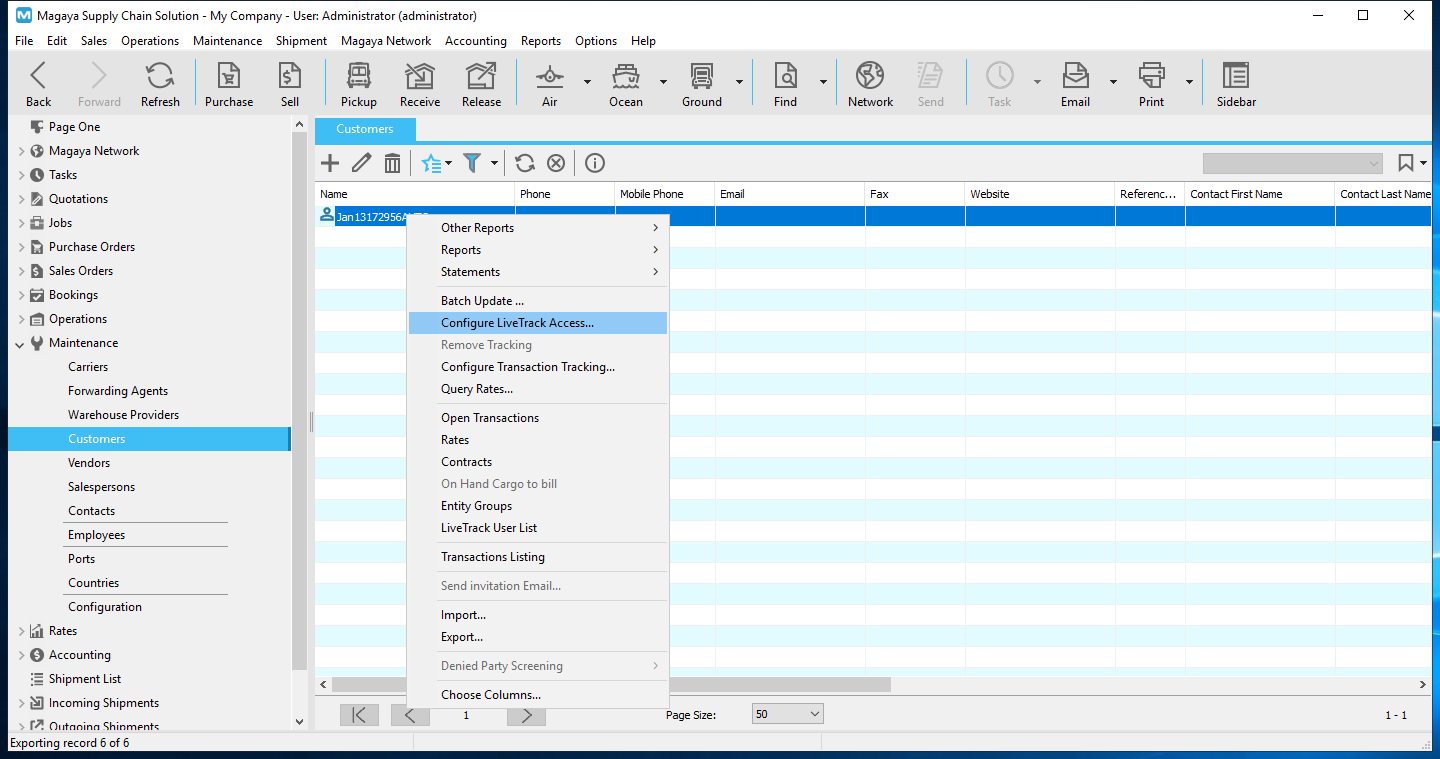 Magaya Supply Chain Solution - My Company - User: Administrator (administrator)
File Edit Sales Operations Maintenance Shipment Magaya Network Accounting Reports Options Help
Back Forward Refresh Purchase Sell Pickup Receive Release Air Ocean Ground Find Network Send Task Email Print Sidebar
Page One
Magaya Network
Tasks
Quotations
Jobs
Purchase Orders
Sales Orders
Bookings
Operations
Maintenance
Carriers
Forwarding Agents
Warehouse Providers
Customers
Vendors
Salespersons
Contacts
Employees
Ports
Countries
Configuration
Rates
Accounting
Shipment List
Incoming Shipments
Outgoing Shipments
Customers
Name Phone Mobile Phone Email Fax Website Referenc... Contact First Name Contact Last Name
Other Reports
Reports
Statements
Batch Update ...
Configure LiveTrack Access...
Remove Tracking
Configure Transaction Tracking...
Query Rates...
Open Transactions
Rates
Contracts
On Hand Cargo to bill
Entity Groups
LiveTrack User List
Transactions Listing
Send invitation Email...
Import...
Export...
Denied Party Screening
Choose Columns...
1 Page Size: 50 1 - 1
Exporting record 6 of 6